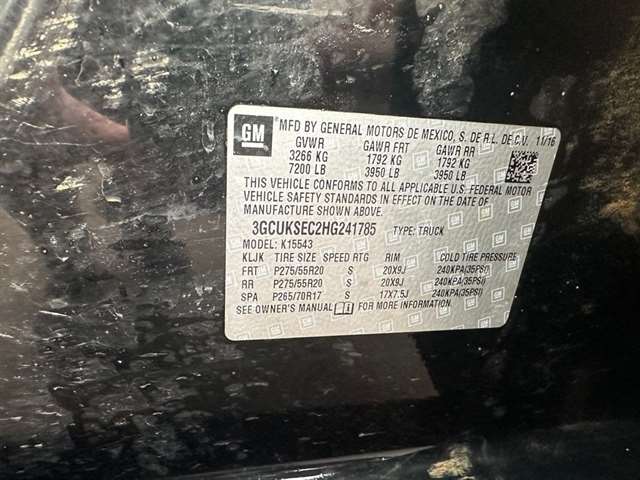 GM MFD BY GENERAL MOTORS DE MEXICO, S. DE R.L. DE C.V. 11/16
GVWR GAWR FRT GAWR RR
3266 KG 1792 KG 1792 KG
7200 LB 3950 LB 3950 LB
THIS VEHICLE CONFORMS TO ALL APPLICABLE U.S. FEDERAL MOTOR
VEHICLE SAFETY STANDARDS IN EFFECT ON THE DATE OF
MANUFACTURE SHOWN ABOVE.
3GCUKSEC2HG241785 TYPE: TRUCK
MODEL: K15543
KLJK TIRE SIZE SPEED RTG RIM COLD TIRE PRESSURE
FRT P275/55R20 S 20X9J 240KPA(35PSI)
RR P275/55R20 S 20X9J 240KPA(35PSI)
SPA P265/70R17 S 17X7.5J 240KPA(35PSI)
SEE OWNER'S MANUAL FOR MORE INFORMATION.